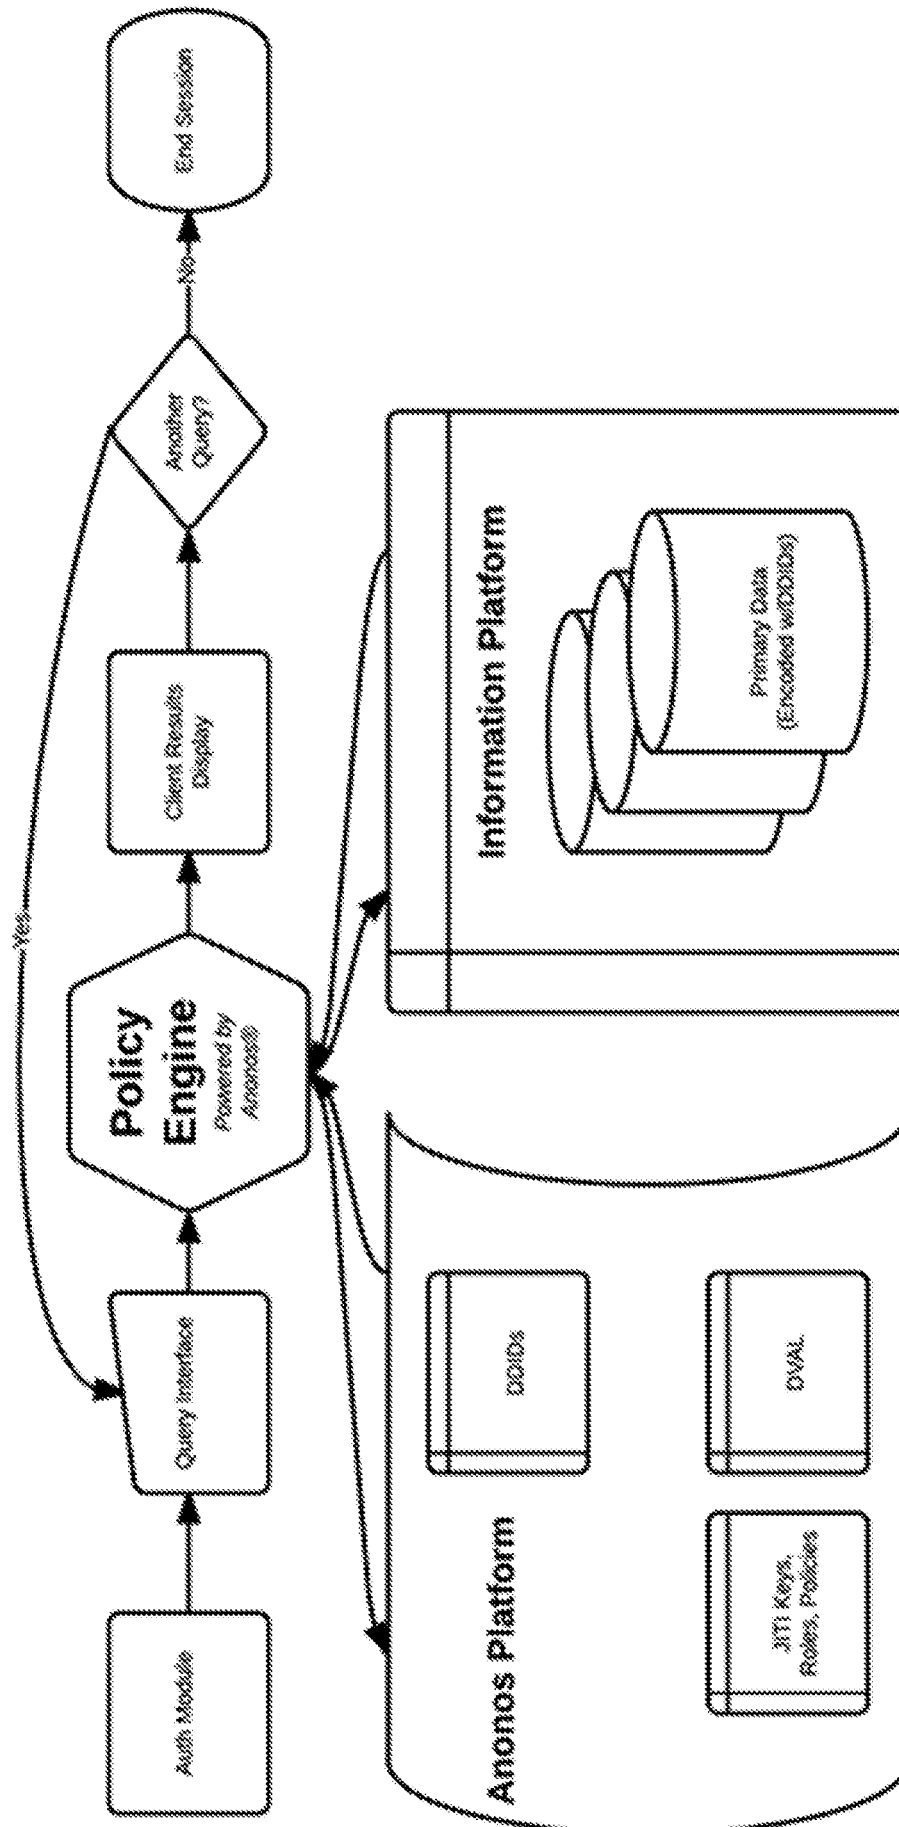 Auth Module
Query Interface
Policy
Engine
Powered by
Anonos®
Client Results
Display
Another
Query?
No
End Session
Yes
Anonos Platform
DDIDs
JITI Keys,
Roles, Policies
DVAL
Information Platform
Primary Data
(Encoded w/DDIDs)